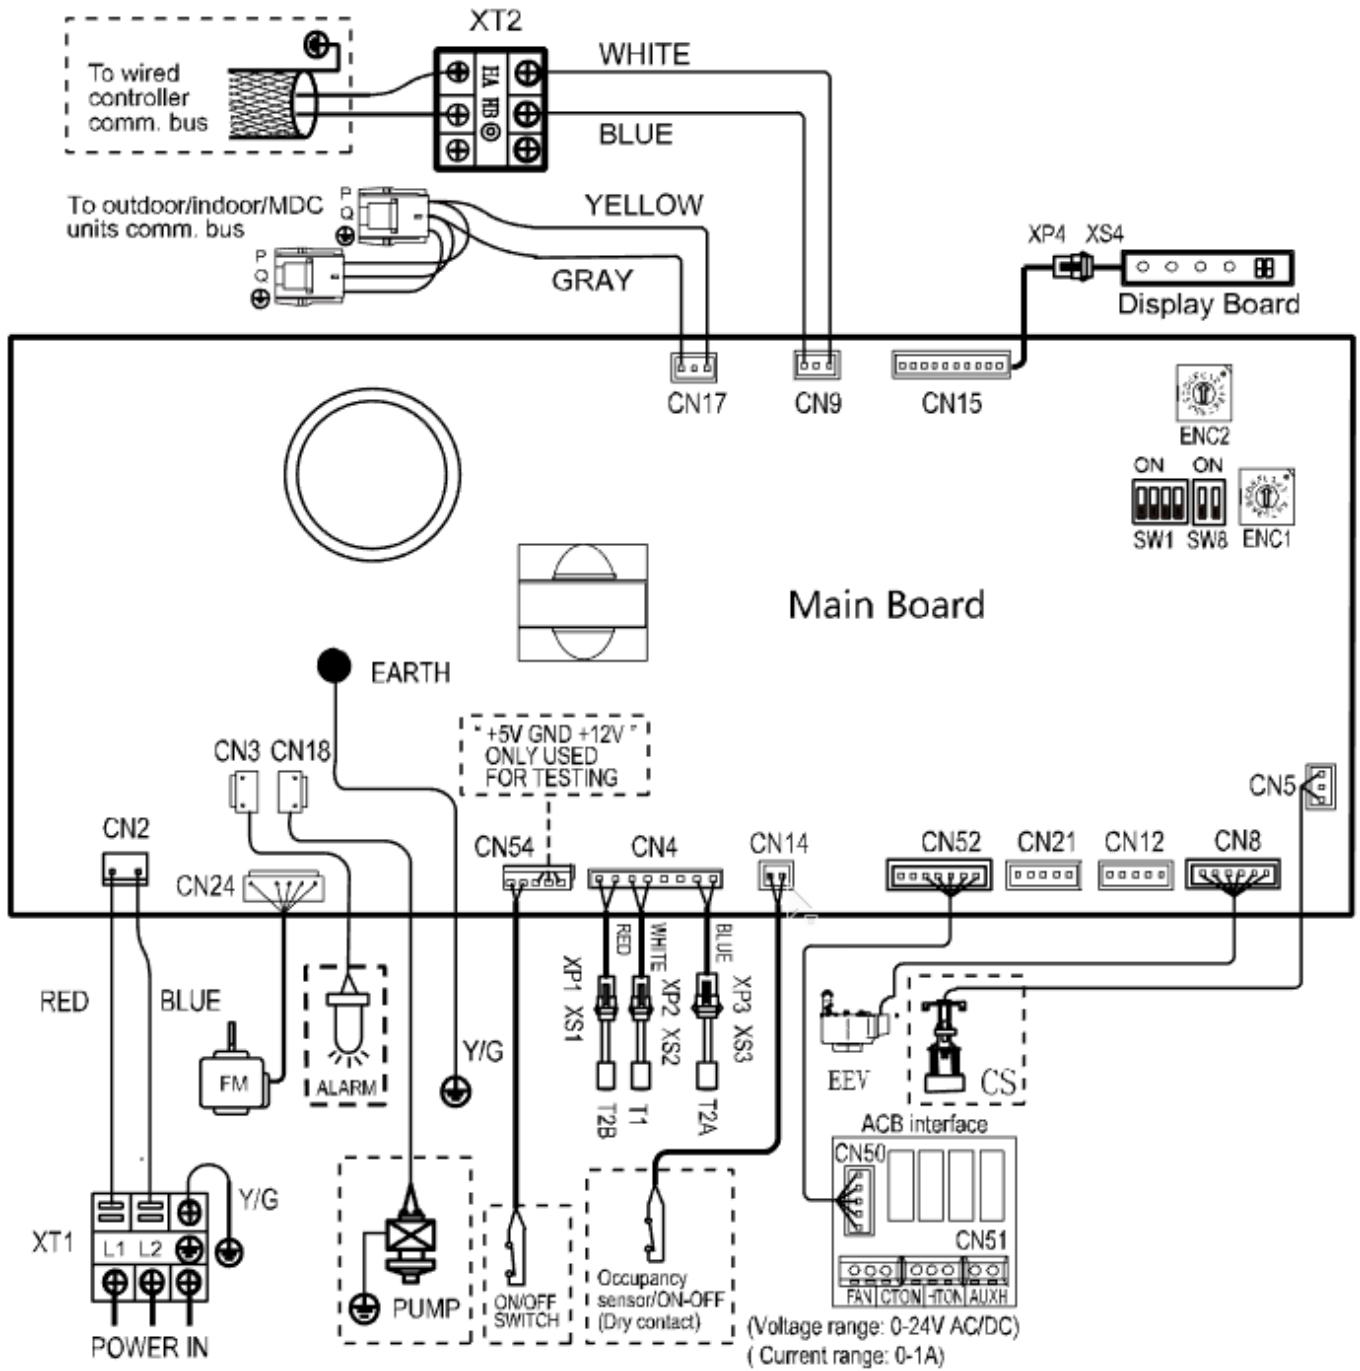 XT2
To wired
controller
comm. bus
HA HB
WHITE
BLUE
To outdoor/indoor/MDC
units comm. bus
P
Q
P
Q
YELLOW
GRAY
XP4 XS4
Display Board
CN17
CN9
CN15
ENC2
ON ON
SW1 SW8 ENC1
Main Board
EARTH
" +5V GND +12V "
ONLY USED
FOR TESTING
CN3 CN18
CN5
CN2
CN24
CN54
CN4
CN14
CN52
CN21
CN12
CN8
RED
BLUE
FM
ALARM
Y/G
RED
WHITE
BLUE
XP1 XS1
XP2 XS2
XP3 XS3
T2B
T1
T2A
EEV
CS
ACB interface
CN50
CN51
FAN CTON HTON AUXH
(Voltage range: 0-24V AC/DC)
( Current range: 0-1A)
Y/G
XT1
L1 L2
POWER IN
PUMP
ON/OFF
SWITCH
Occupancy
sensor/ON-OFF
(Dry contact)